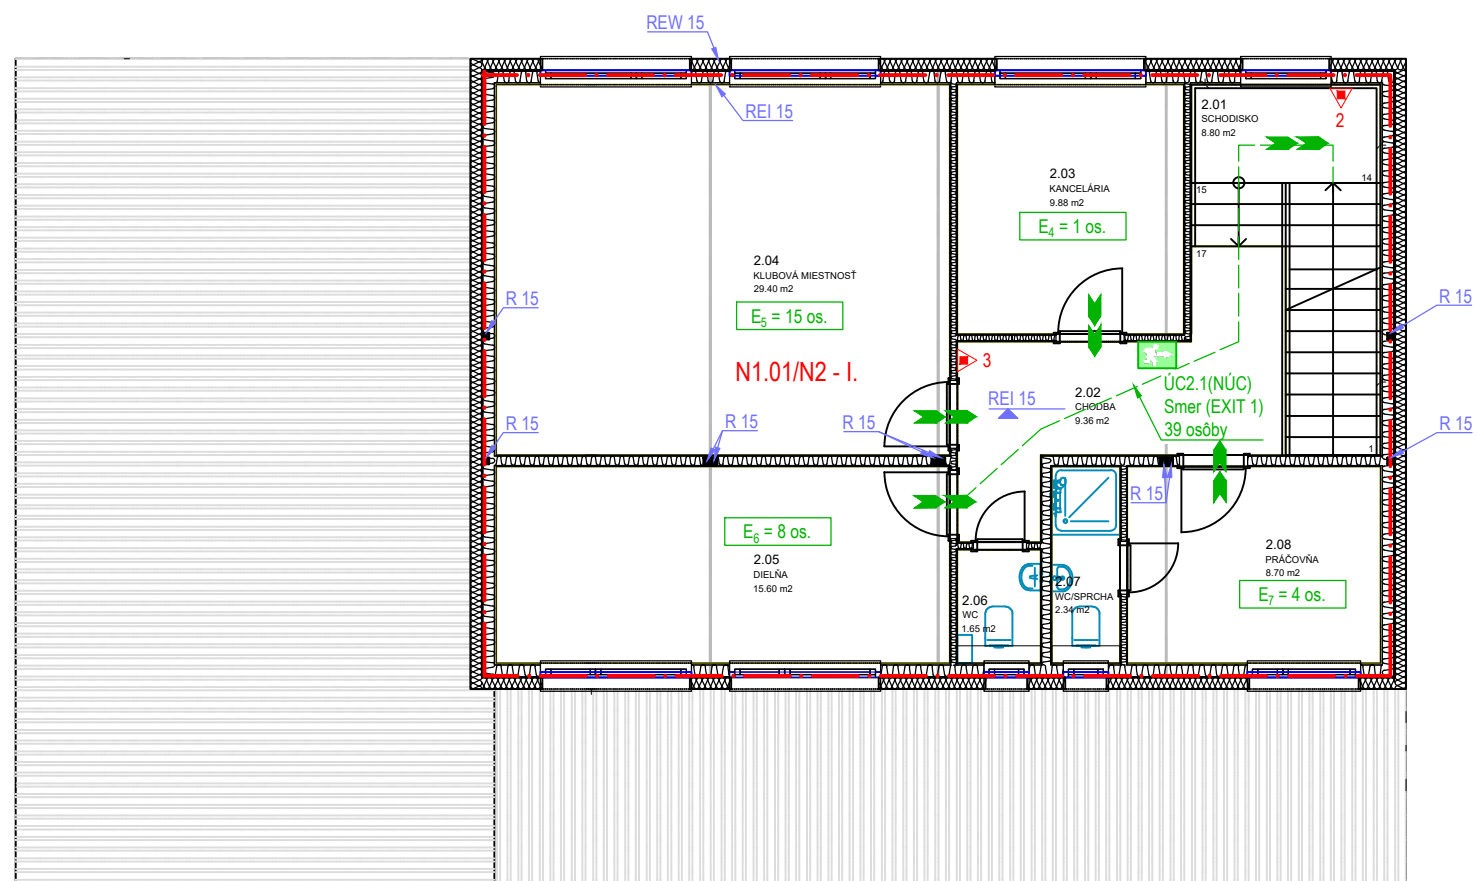 REW 15
REI 15
2.01
SCHODISKO
8.80 m2
2
2.03
KANCELÁRIA
9.88 m2
E₄ = 1 os.
14
15
17
2.04
KLUBOVÁ MIESTNOSŤ
29.40 m2
E₅ = 15 os.
R 15
R 15
N1.01/N2 - I.
3
REI 15
2.02
CHODBA
9.36 m2
ÚC2.1(NÚC)
Smer (EXIT 1)
39 osôby
R 15
R 15
R 15
R 15
1
R 15
E₆ = 8 os.
2.05
DIELŇA
15.60 m2
2.06
WC
1.65 m2
2.07
WC/SPRCHA
2.34 m2
2.08
PRÁČOVŇA
8.70 m2
E₇ = 4 os.